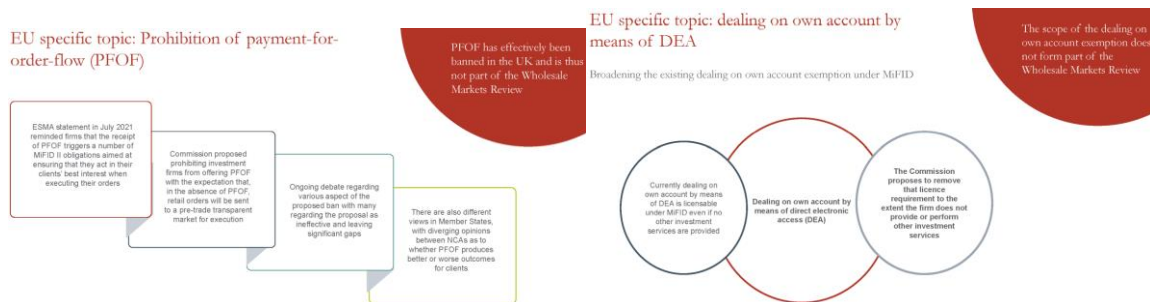 EU specific topic: Prohibition of payment-for-
order-flow (PFOF)
PFOF has effectively been
banned in the UK and is thus
not part of the Wholesale
Markets Review
ESMA statement in July 2021
reminded firms that the receipt
of PFOF triggers a number of
MiFID II obligations aimed at
ensuring that they act in their
clients' best interest when
executing their orders
Commission proposed
prohibiting investment
firms from offering PFOF
with the expectation that,
in the absence of PFOF,
retail orders will be sent
to a pre-trade transparent
market for execution
Ongoing debate regarding
various aspect of the
proposed ban with many
regarding the proposal as
ineffective and leaving
significant gaps
There are also different
views in Member States,
with diverging opinions
between NCAs as to
whether PFOF produces
better or worse outcomes
for clients
EU specific topic: dealing on own account by
means of DEA
Broadening the existing dealing on own account exemption under MiFID
The scope of the dealing on
own account exemption does
not form part of the
Wholesale Markets Review
Currently dealing on
own account by means
of DEA is licensable
under MiFID even if no
other investment
services are provided
Dealing on own account by
means of direct electronic
access (DEA)
The Commission
proposes to remove
that licence
requirement to the
extent the firm does not
provide or perform
other investment
services